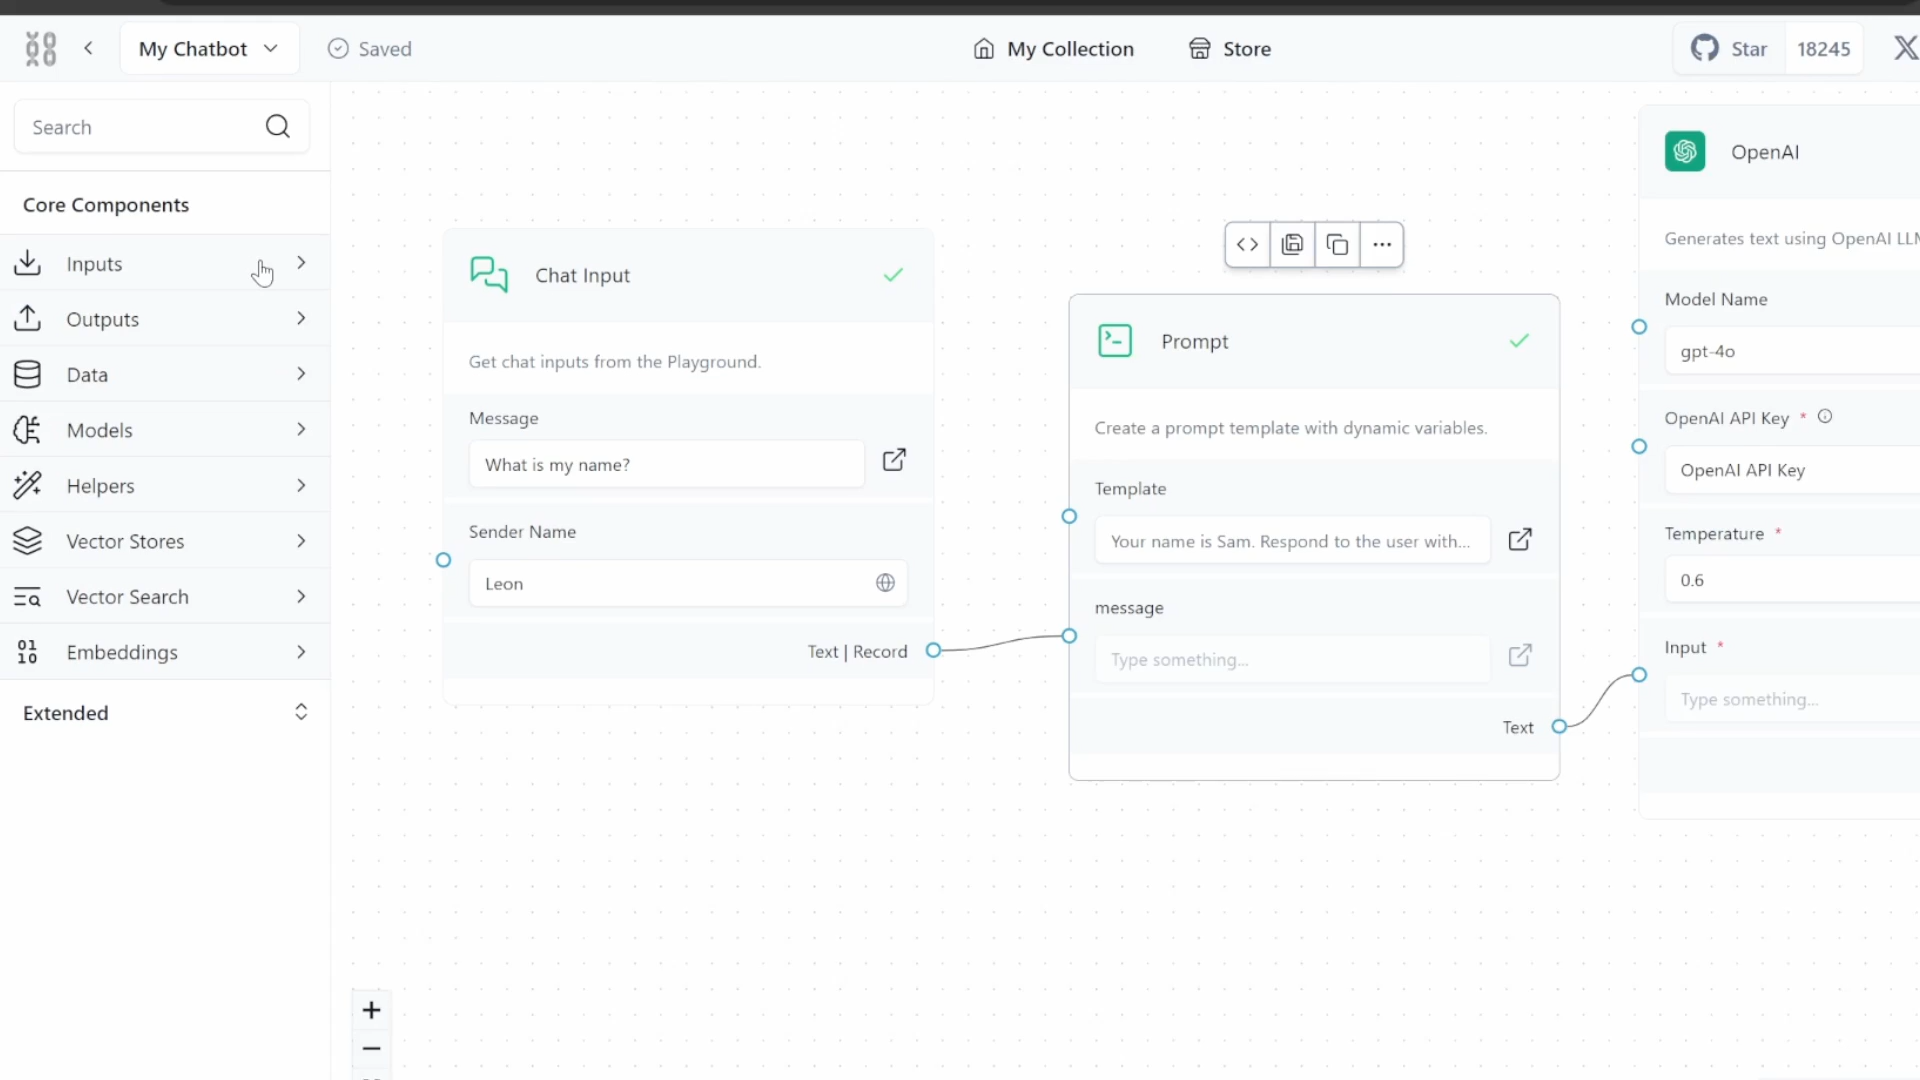 My Chatbot
Saved
My Collection
Store
Star
18245
Search
Core Components
Inputs
Outputs
Data
Models
Helpers
Vector Stores
Vector Search
Embeddings
Extended
Chat Input
Get chat inputs from the Playground.
Message
What is my name?
Sender Name
Leon
Text | Record
Prompt
Create a prompt template with dynamic variables.
Template
Your name is Sam. Respond to the user with...
message
Type something...
Text
OpenAI
Generates text using OpenAI LLM
Model Name
gpt-4o
OpenAI API Key *
OpenAI API Key
Temperature *
0.6
Input *
Type something...